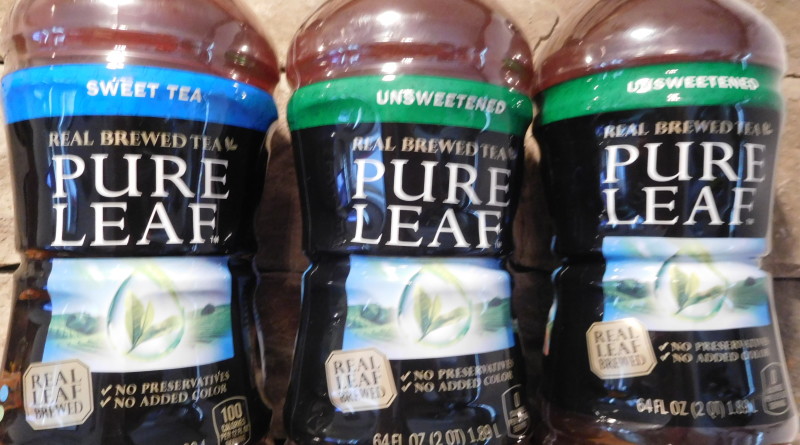 SWEET TEA
REAL BREWED TEA
PURE
LEAF
REAL
LEAF
BREWED
✓ NO PRESERVATIVES
✓ NO ADDED COLOR
100
UNSWEETENED
REAL BREWED TEA
PURE
LEAF
REAL
LEAF
BREWED
✓ NO PRESERVATIVES
✓ NO ADDED COLOR
64 FL OZ (2 QT) 1.89 L
UNSWEETENED
REAL BREWED TEA
PURE
LEAF
REAL
LEAF
BREWED
✓ NO PRESERVATIVES
✓ NO ADDED COLOR
64 FL OZ (2 QT) 1.89 L